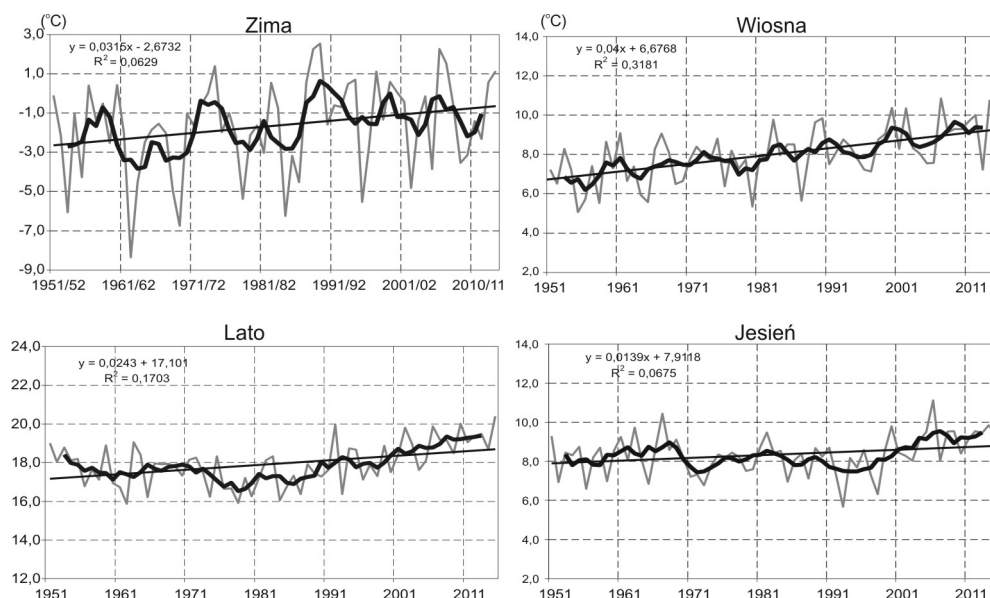 (°C)
Zima
3,0
y = 0,0315x - 2,6732
R² = 0,0629
1,0
-1,0
-3,0
-5,0
-7,0
-9,0
1951/52 1961/62 1971/72 1981/82 1991/92 2001/02 2010/11
(°C)
Wiosna
14,0
y = 0,04x + 6,6768
R² = 0,3181
12,0
10,0
8,0
6,0
4,0
2,0
1951 1961 1971 1981 1991 2001 2011
Lato
24,0
y = 0,0243 + 17,101
R² = 0,1703
22,0
20,0
18,0
16,0
14,0
12,0
1951 1961 1971 1981 1991 2001 2011
Jesień
14,0
y = 0,0139x + 7,9118
R² = 0,0675
12,0
10,0
8,0
6,0
4,0
2,0
1951 1961 1971 1981 1991 2001 2011